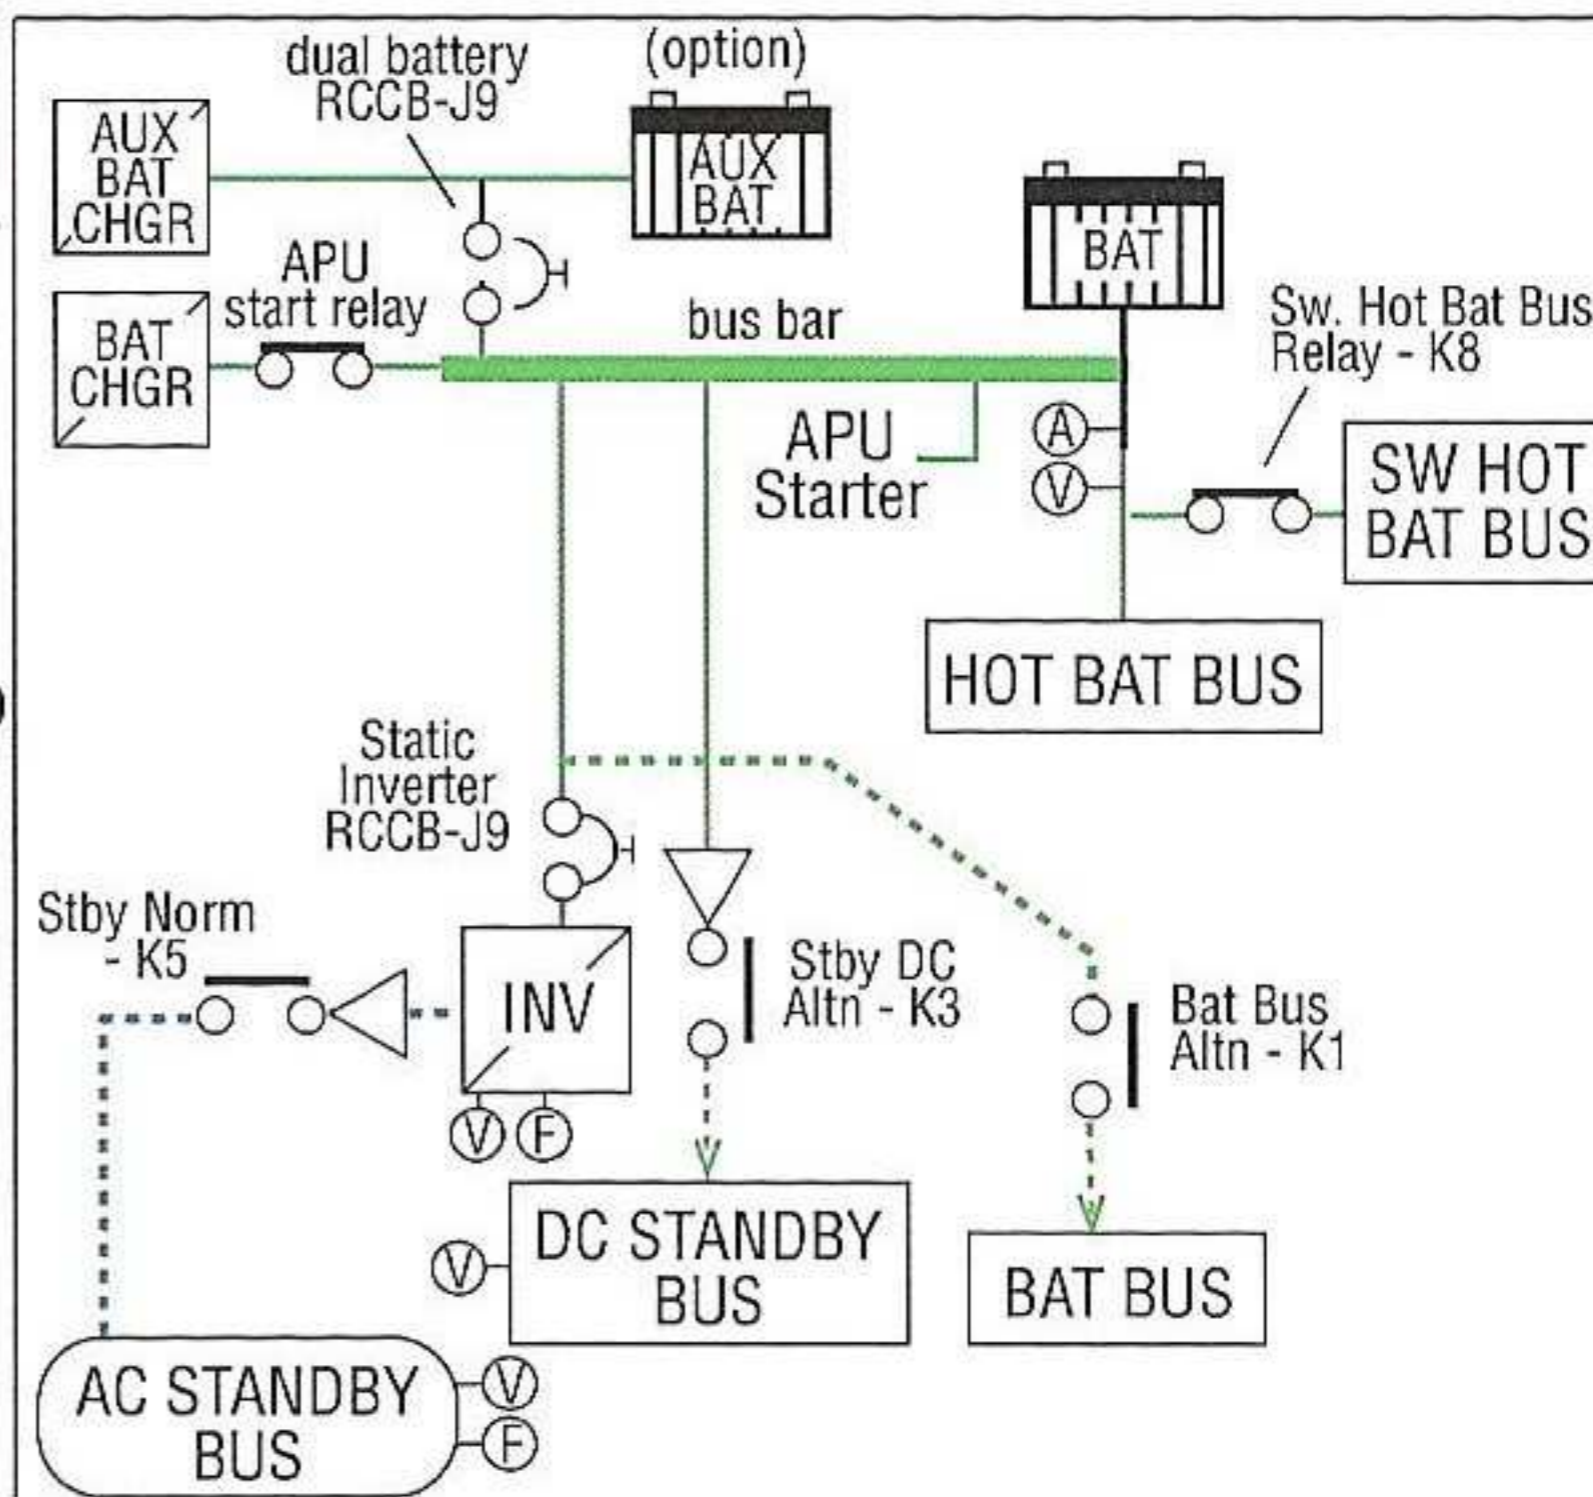 dual battery
RCCB-J9
(option)
AUX
BAT
CHGR
AUX
BAT
BAT
APU
start relay
BAT
CHGR
bus bar
Sw. Hot Bat Bus
Relay - K8
APU
Starter
A
V
SW HOT
BAT BUS
HOT BAT BUS
Static
Inverter
RCCB-J9
Stby Norm
- K5
INV
Stby DC
Altn - K3
Bat Bus
Altn - K1
V
F
V
DC STANDBY
BUS
BAT BUS
AC STANDBY
BUS
V
F